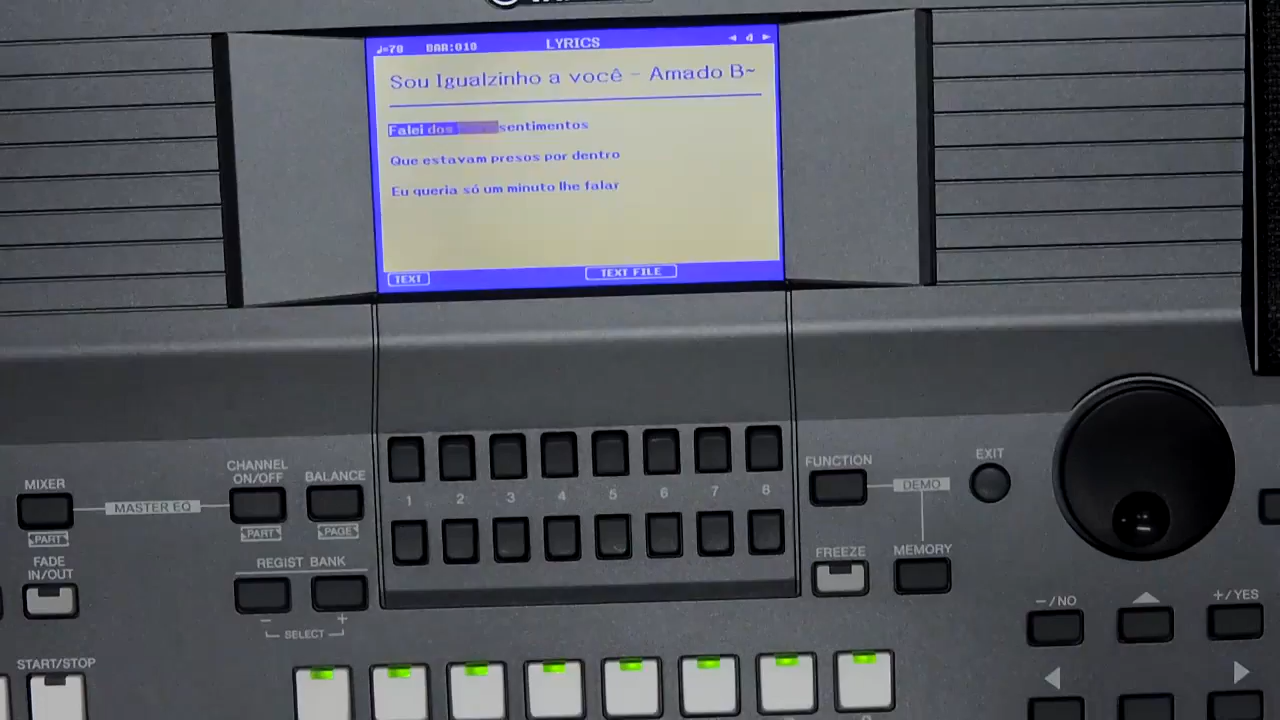 ♩=70 BAR:010 LYRICS ◄ 4 ►
Sou Igualzinho a você - Amado B~
Falei dos sentimentos
Que estavam presos por dentro
Eu queria só um minuto lhe falar
TEXT TEXT FILE
MIXER
PART
MASTER EQ
CHANNEL
ON/OFF
PART
BALANCE
PAGE
1 2 3 4 5 6 7 8
FUNCTION
DEMO
EXIT
FADE
IN/OUT
REGIST BANK
- +
SELECT
FREEZE
MEMORY
-/NO
+/YES
START/STOP